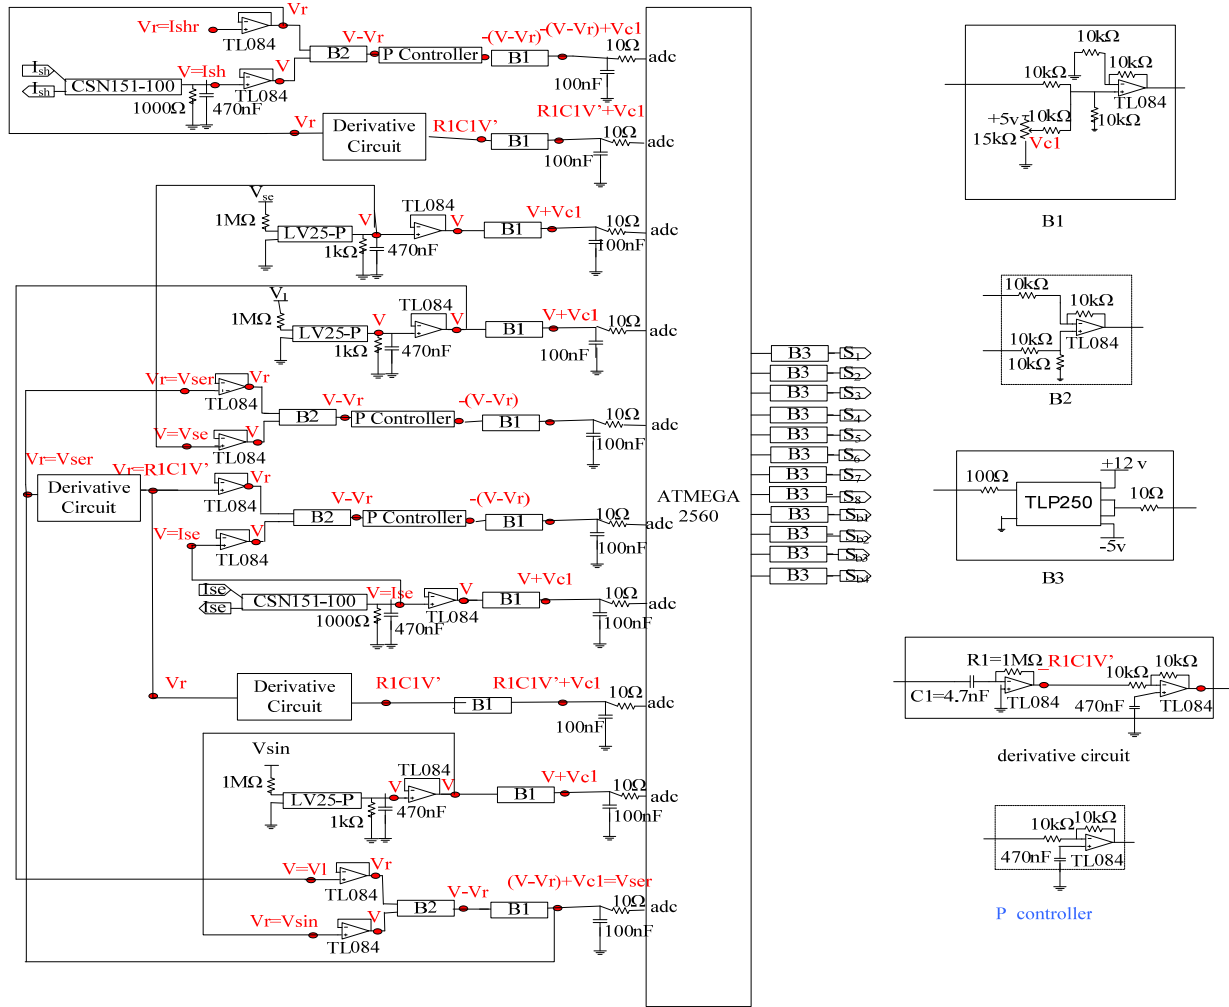 Vr
Vr=Ishr
TL084
V-Vr
-(V-Vr)
-(V-Vr)+Vc1
10Ω
adc
B2
P Controller
B1
100nF
Ish
Ish
CSN151-100
V=Ish
V
TL084
1000Ω
470nF
Vr
Derivative
Circuit
R1C1V'
R1C1V'+Vc1
B1
10Ω
adc
100nF
Vse
1MΩ
LV25-P
V
1kΩ
470nF
TL084
V
V+Vc1
B1
10Ω
adc
100nF
Vl
1MΩ
LV25-P
V
1kΩ
470nF
TL084
V
V+Vc1
B1
10Ω
adc
100nF
Vr=Vser
Vr
TL084
V-Vr
-(V-Vr)
B2
P Controller
B1
10Ω
100nF
V=Vse
V
TL084
Vr=Vser
Derivative
Circuit
Vr=R1C1V'
Vr
TL084
V-Vr
-(V-Vr)
B2
P Controller
B1
10Ω
100nF
V=Ise
V
TL084
Ise
Ise
CSN151-100
V=Ise
V
TL084
1000Ω
470nF
V+Vc1
B1
10Ω
adc
100nF
Vr
Derivative
Circuit
R1C1V'
R1C1V'+Vc1
B1
10Ω
adc
100nF
Vsin
1MΩ
LV25-P
V
1kΩ
470nF
TL084
V
V+Vc1
B1
10Ω
adc
100nF
V=Vl
Vr
TL084
V-Vr
(V-Vr)+Vc1=Vser
B2
B1
10Ω
adc
100nF
Vr=Vsin
V
TL084
ATMEGA
2560
B3 S1
B3 S2
B3 S3
B3 S4
B3 S5
B3 S6
B3 S7
B3 S8
B3 Sb1
B3 Sb2
B3 Sb3
B3 Sb4
10kΩ
10kΩ
10kΩ
TL084
+5v
10kΩ
15kΩ
Vc1
10kΩ
B1
10kΩ
10kΩ
TL084
10kΩ
10kΩ
B2
+12 v
100Ω
TLP250
10Ω
-5v
B3
R1=1MΩ
-R1C1V'
10kΩ
10kΩ
C1=4.7nF
TL084
470nF
TL084
derivative circuit
10kΩ
10kΩ
470nF
TL084
P controller